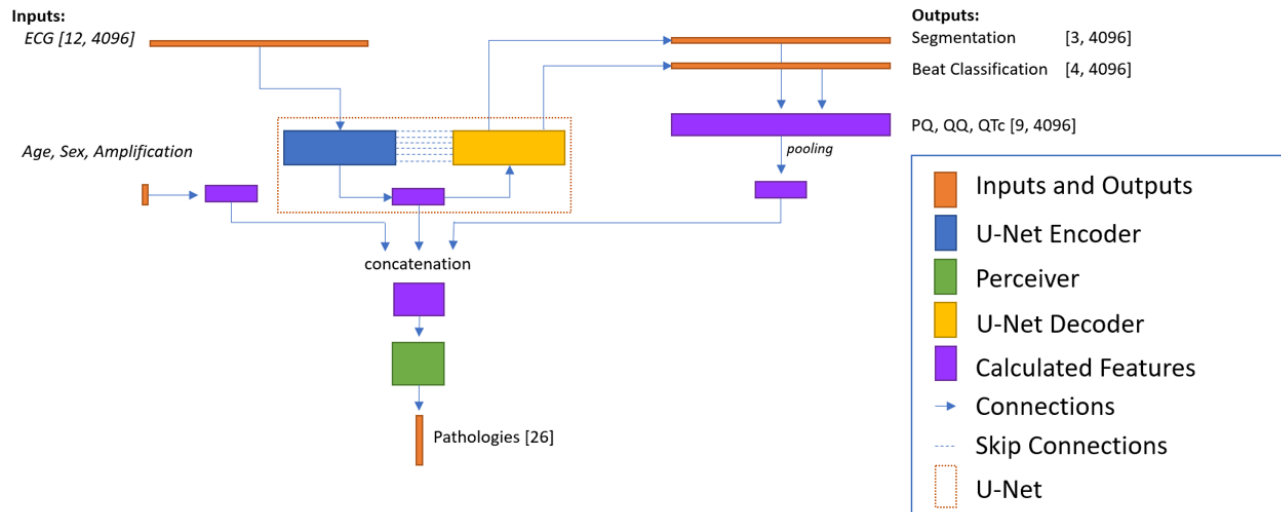 Inputs:
ECG [12, 4096]
Outputs:
Segmentation [3, 4096]
Beat Classification [4, 4096]
PQ, QQ, QTc [9, 4096]
pooling
Age, Sex, Amplification
concatenation
Pathologies [26]
Inputs and Outputs
U-Net Encoder
Perceiver
U-Net Decoder
Calculated Features
Connections
Skip Connections
U-Net